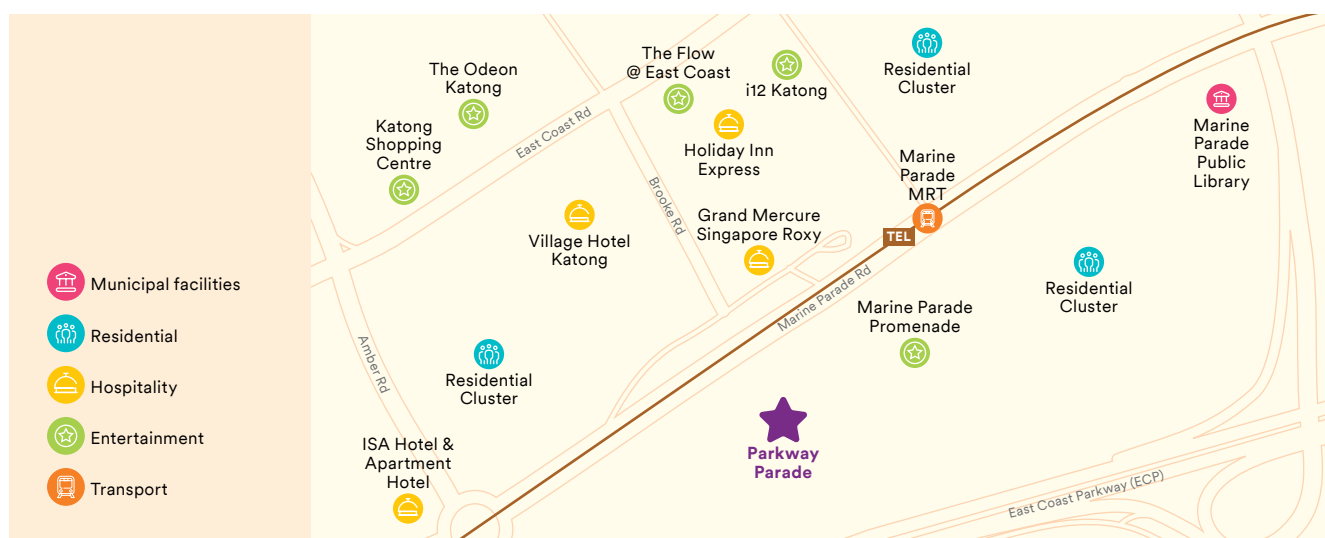 Municipal facilities
Residential
Hospitality
Entertainment
Transport
The Odeon
Katong
Katong
Shopping
Centre
East Coast Rd
The Flow
@ East Coast
i12 Katong
Residential
Cluster
Holiday Inn
Express
Marine
Parade
MRT
Marine
Parade
Public
Library
Brooke Rd
Village Hotel
Katong
Grand Mercure
Singapore Roxy
TEL
Marine Parade Rd
Residential
Cluster
Marine Parade
Promenade
Amber Rd
Residential
Cluster
ISA Hotel &
Apartment
Hotel
Parkway
Parade
East Coast Parkway (ECP)